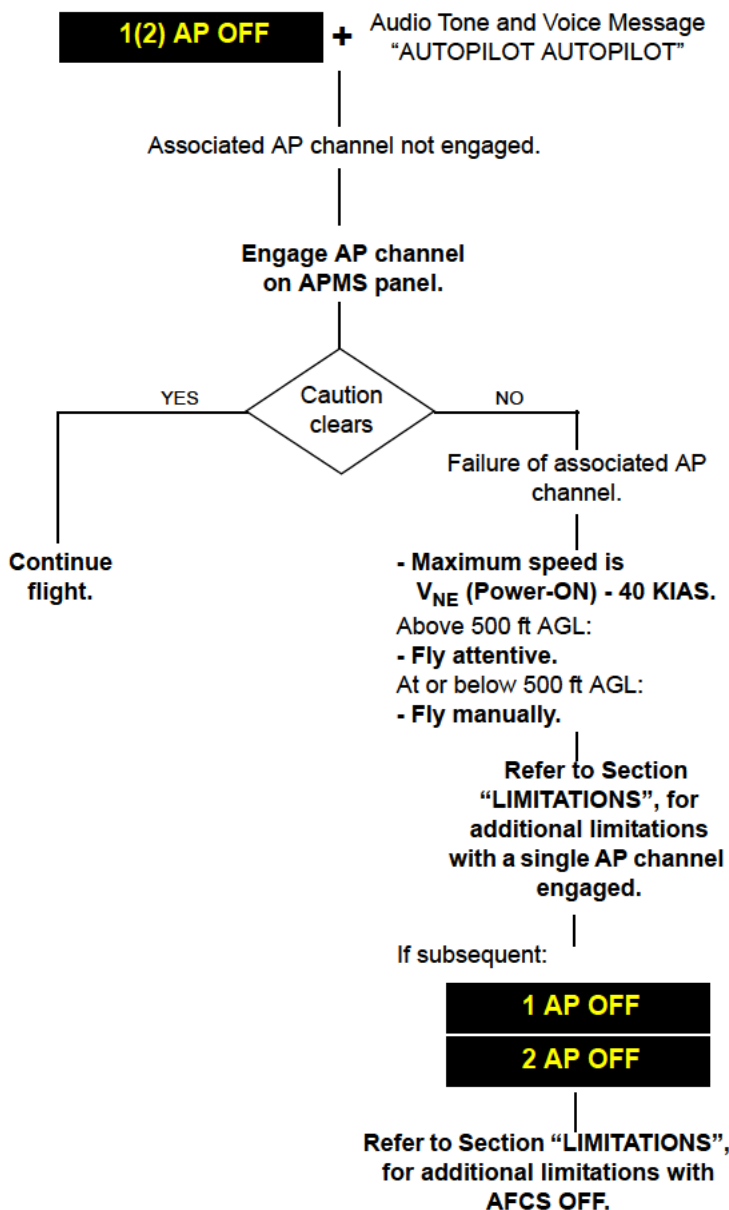 1(2) AP OFF + Audio Tone and Voice Message
“AUTOPILOT AUTOPILOT”
Associated AP channel not engaged.
Engage AP channel
on APMS panel.
Caution
clears
YES
NO
Continue
flight.
Failure of associated AP
channel.
- Maximum speed is
VNE (Power-ON) - 40 KIAS.
Above 500 ft AGL:
- Fly attentive.
At or below 500 ft AGL:
- Fly manually.
Refer to Section
“LIMITATIONS”, for
additional limitations
with a single AP channel
engaged.
If subsequent:
1 AP OFF
2 AP OFF
Refer to Section “LIMITATIONS”,
for additional limitations with
AFCS OFF.